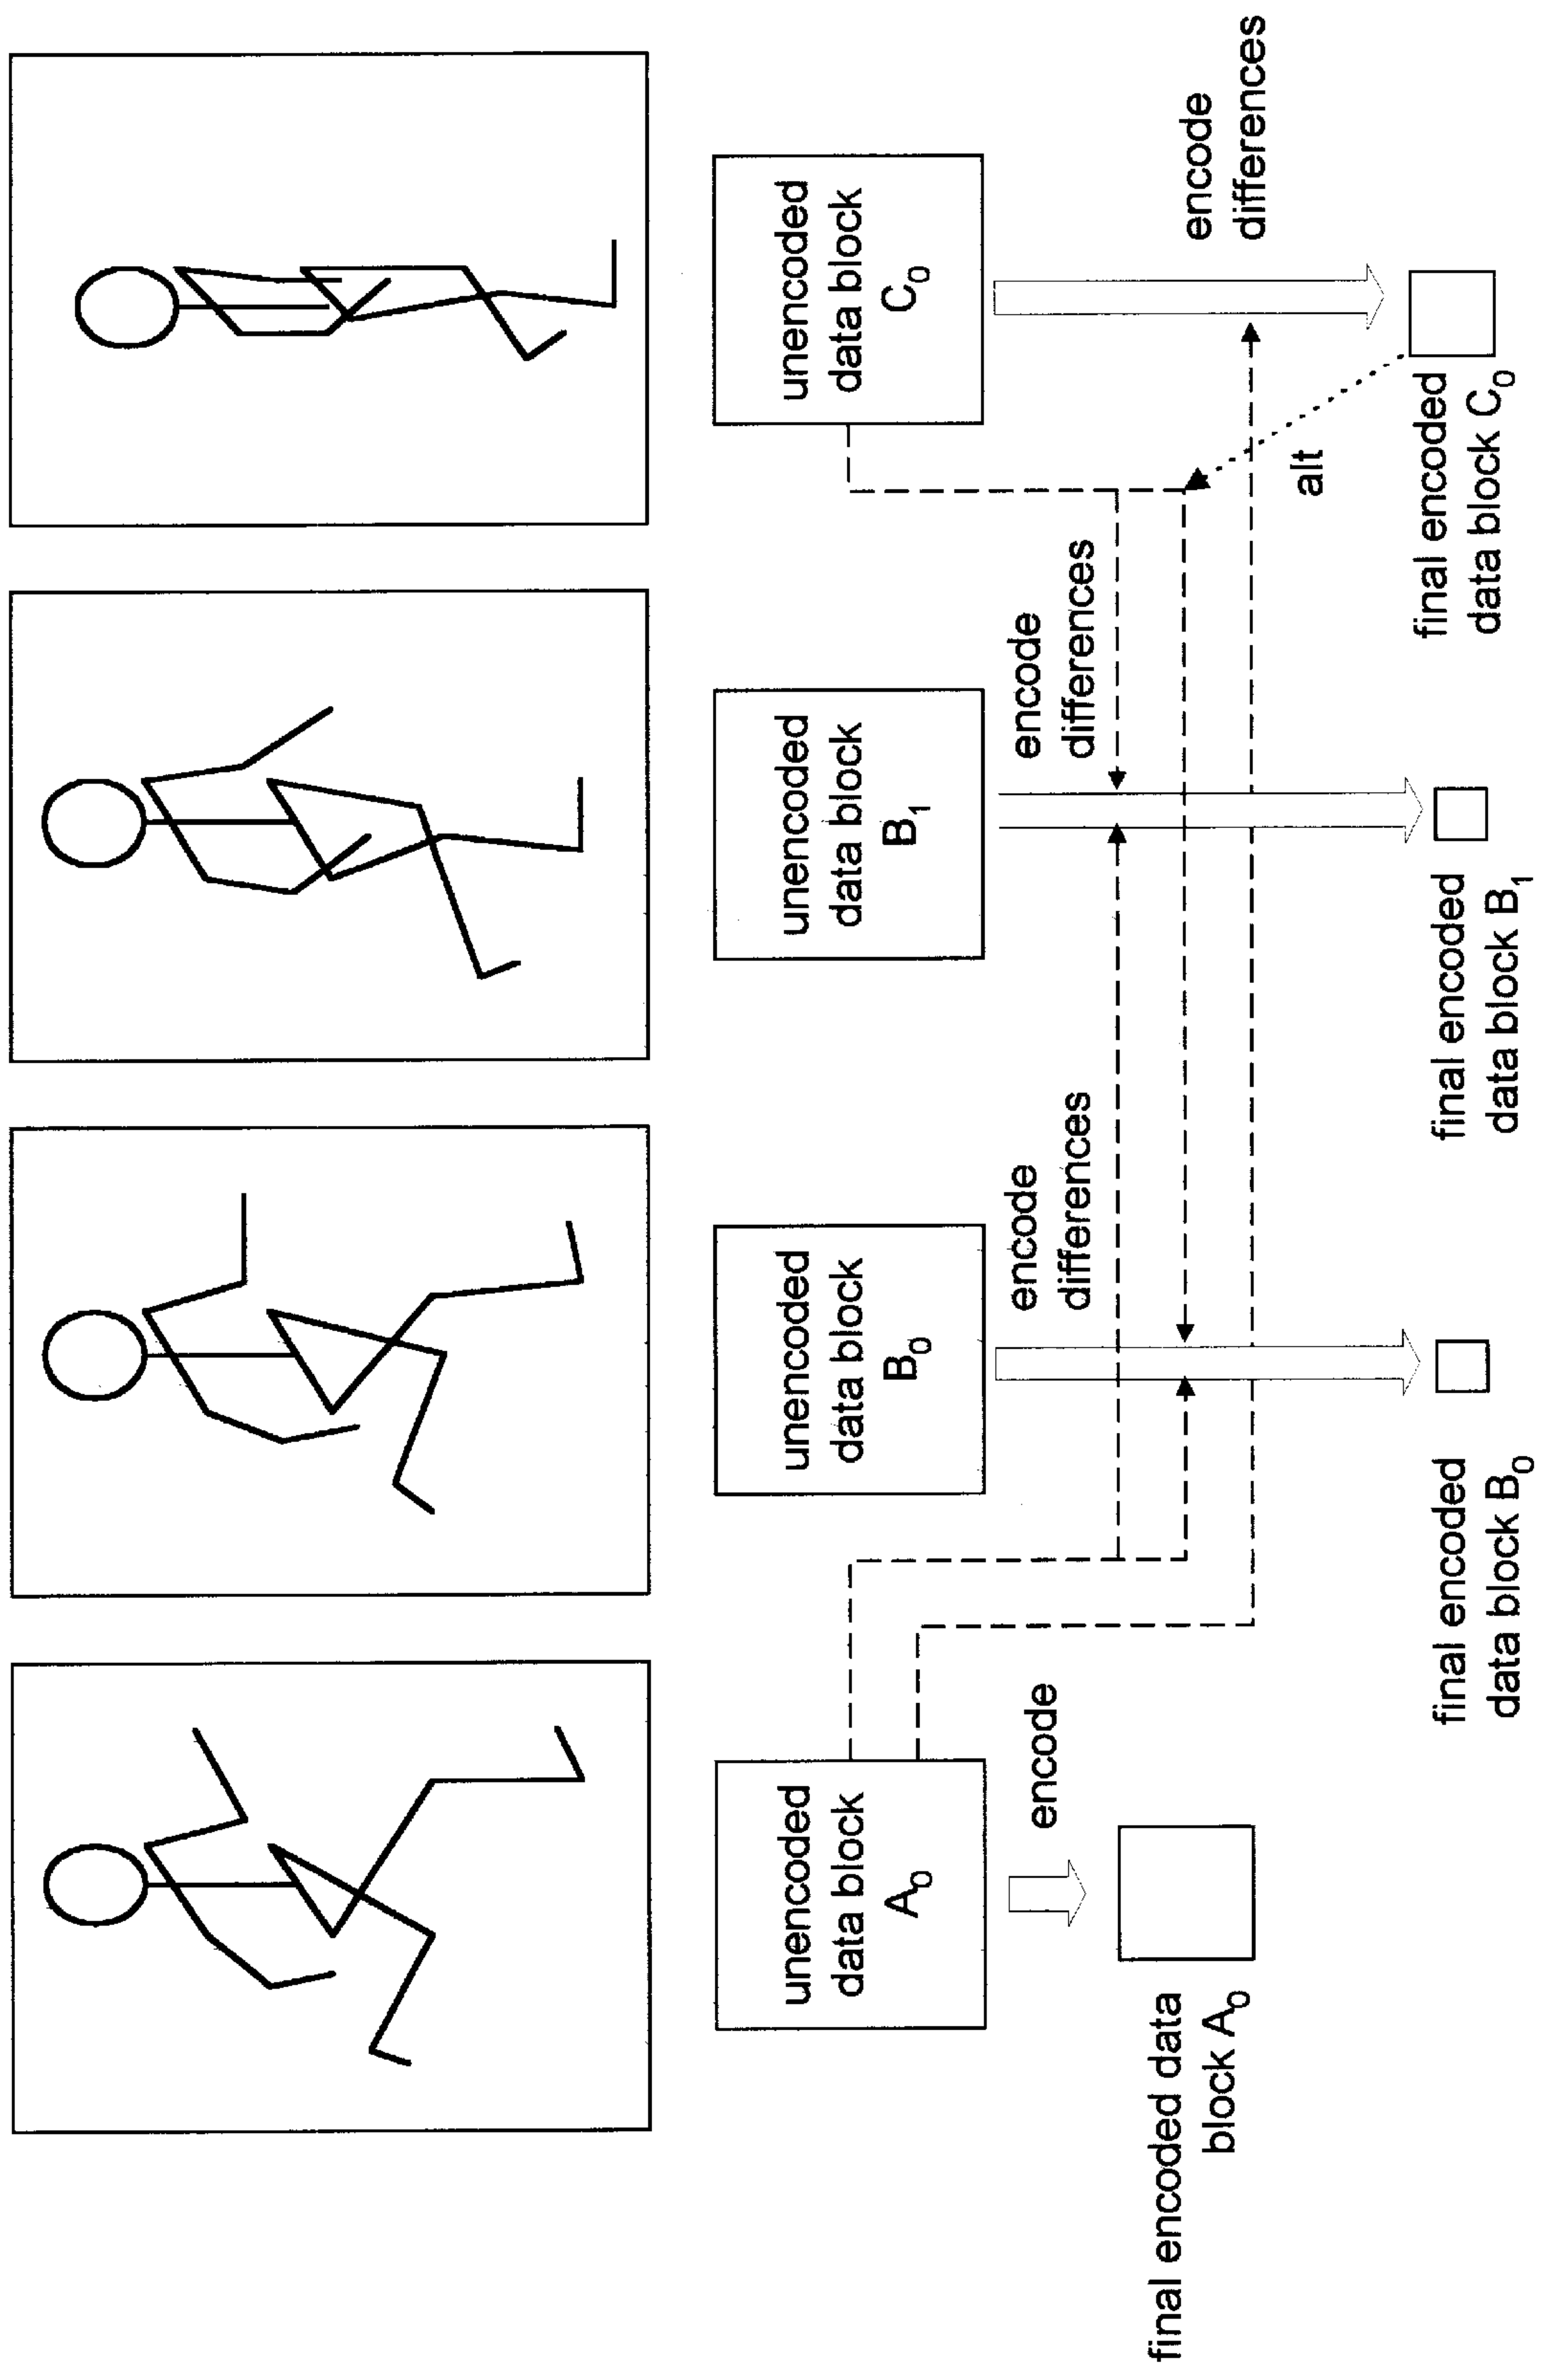 unencoded
data block
A0
unencoded
data block
B0
unencoded
data block
B1
unencoded
data block
C0
encode
encode
differences
encode
differences
encode
differences
alt
final encoded data
block A0
final encoded
data block B0
final encoded
data block B1
final encoded
data block C0